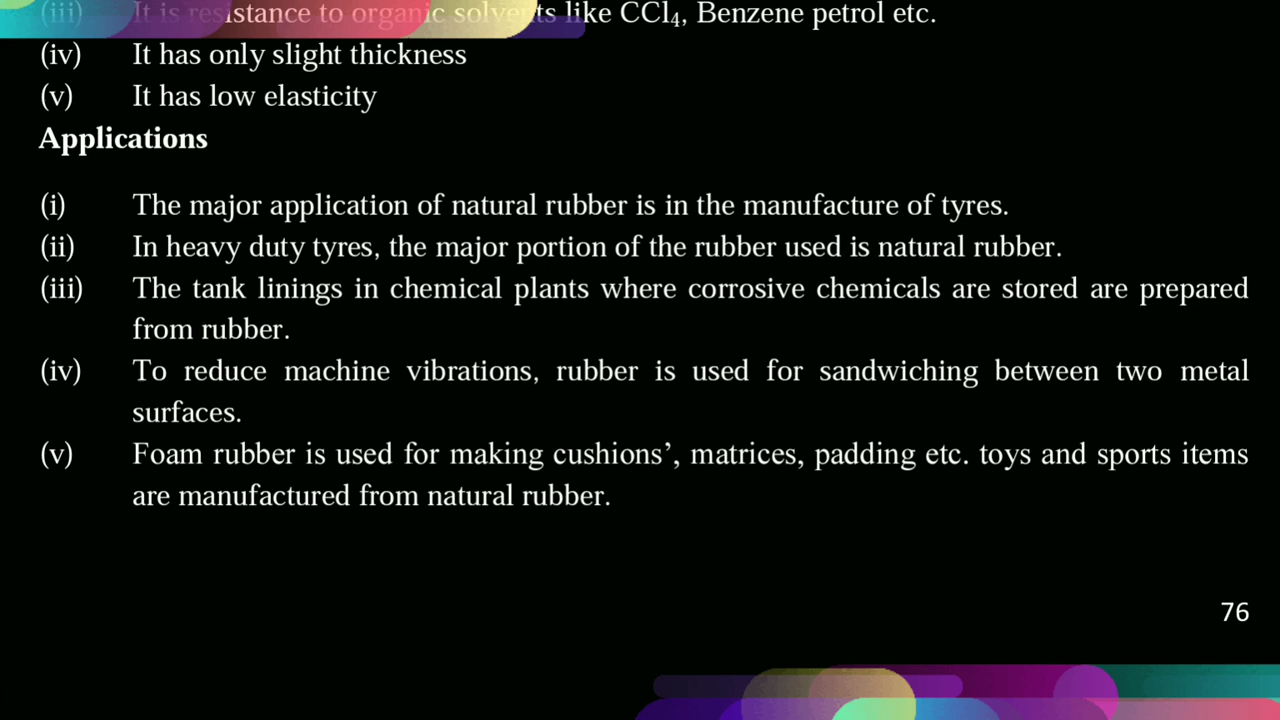 (iii) It is resistance to organic solvents like CCl₄, Benzene petrol etc.
(iv) It has only slight thickness
(v) It has low elasticity
Applications
(i) The major application of natural rubber is in the manufacture of tyres.
(ii) In heavy duty tyres, the major portion of the rubber used is natural rubber.
(iii) The tank linings in chemical plants where corrosive chemicals are stored are prepared
from rubber.
(iv) To reduce machine vibrations, rubber is used for sandwiching between two metal
surfaces.
(v) Foam rubber is used for making cushions’, matrices, padding etc. toys and sports items
are manufactured from natural rubber.
76